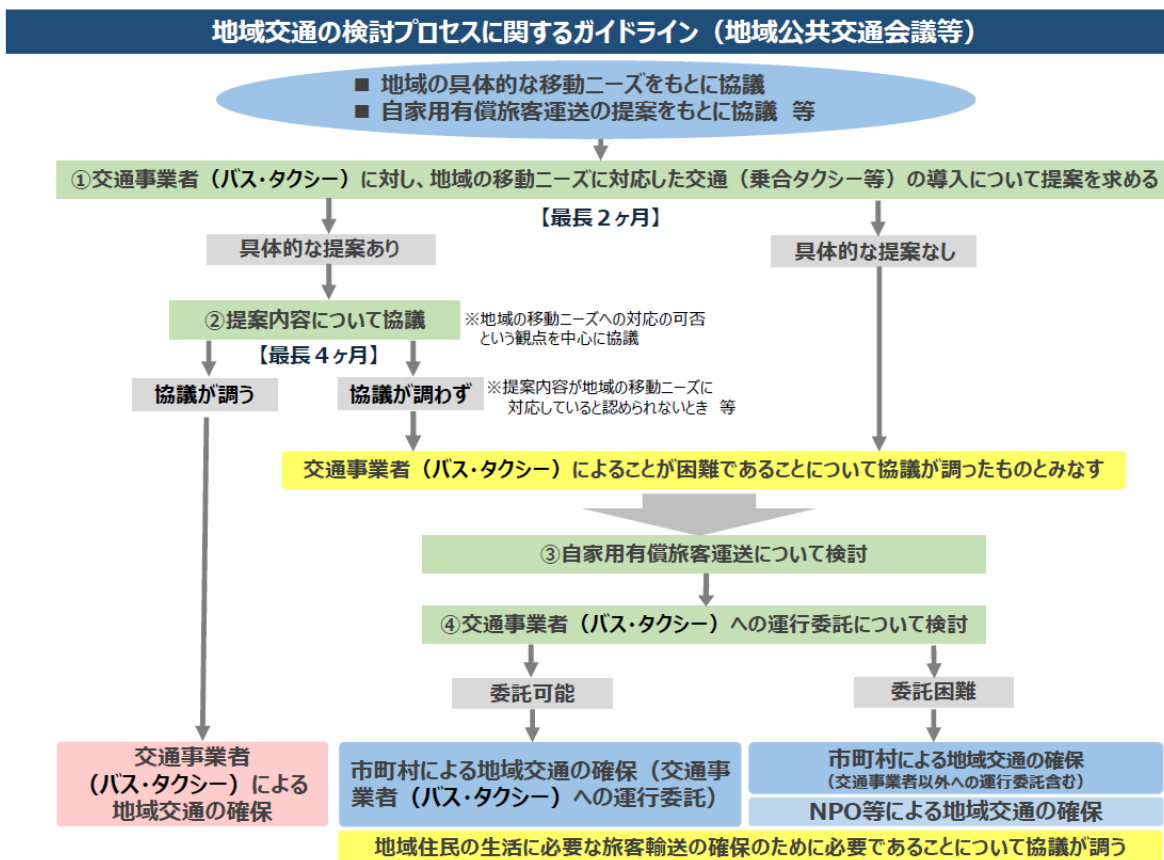 地域交通の検討プロセスに関するガイドライン（地域公共交通会議等）
■ 地域の具体的な移動ニーズをもとに協議
■ 自家用有償旅客運送の提案をもとに協議 等
①交通事業者（バス・タクシー）に対し、地域の移動ニーズに対応した交通（乗合タクシー等）の導入について提案を求める
【最長２ヶ月】
具体的な提案あり
具体的な提案なし
②提案内容について協議
※地域の移動ニーズへの対応の可否
という観点を中心に協議
【最長４ヶ月】
協議が調う
協議が調わず
※提案内容が地域の移動ニーズに
対応していると認められないとき 等
交通事業者（バス・タクシー）によることが困難であることについて協議が調ったものとみなす
③自家用有償旅客運送について検討
④交通事業者（バス・タクシー）への運行委託について検討
委託可能
委託困難
交通事業者
（バス・タクシー）による
地域交通の確保
市町村による地域交通の確保（交通事
業者（バス・タクシー）への運行委託）
市町村による地域交通の確保
（交通事業者以外への運行委託含む）
NPO等による地域交通の確保
地域住民の生活に必要な旅客輸送の確保のために必要であることについて協議が調う